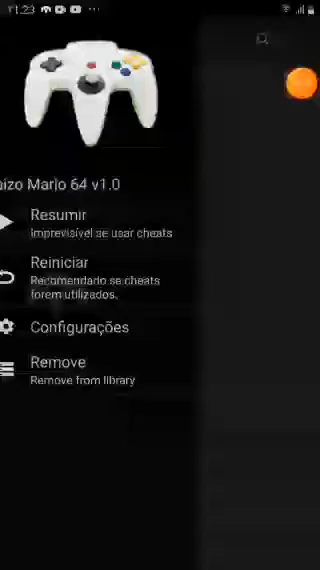 11:23
aizo Mario 64 v1.0
Resumir
Imprevisível se usar cheats
Reiniciar
Recomendado se cheats
forem utilizados.
Configurações
Remove
Remove from library